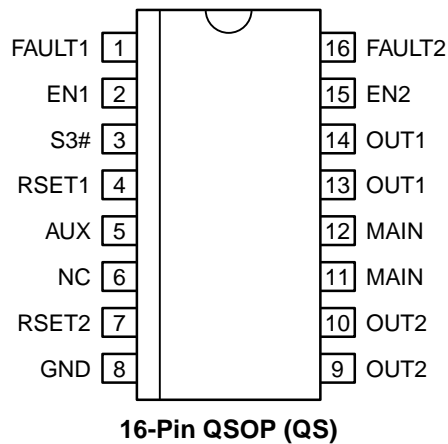 FAULT1 1 16 FAULT2
EN1 2 15 EN2
S3# 3 14 OUT1
RSET1 4 13 OUT1
AUX 5 12 MAIN
NC 6 11 MAIN
RSET2 7 10 OUT2
GND 8 9 OUT2
16-Pin QSOP (QS)